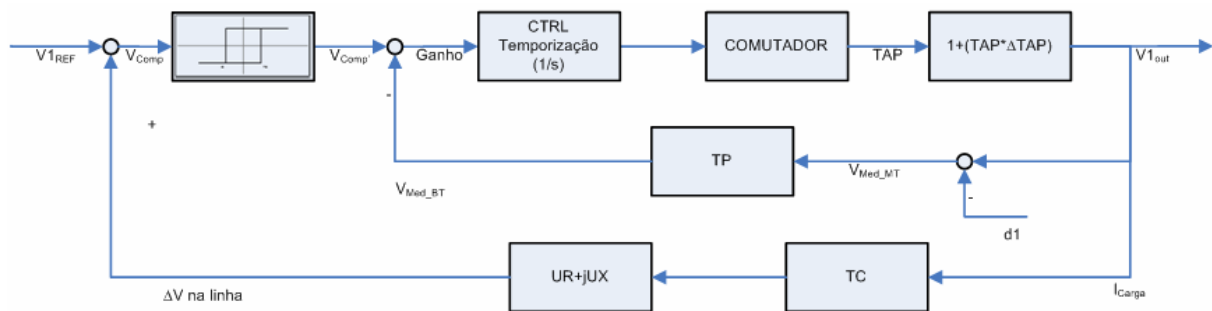 V1REF
VComp
VComp'
Ganho
CTRL
Temporização
(1/s)
COMUTADOR
TAP
1+(TAP*ΔTAP)
V1out
+
-
TP
VMed_BT
VMed_MT
-
d1
UR+jUX
TC
ΔV na linha
ICarga